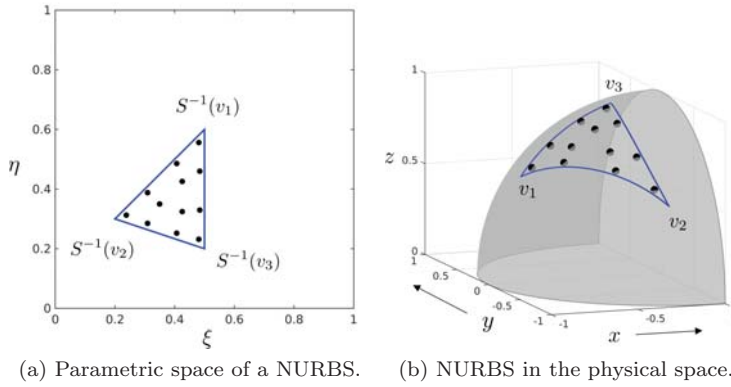 1
0.8
0.6
0.4
0.2
0
η
0 0.2 0.4 0.6 0.8 1
ξ
S⁻¹(v₁)
S⁻¹(v₂)
S⁻¹(v₃)
(a) Parametric space of a NURBS.
1
0.5
0
z
1
0.5
0
-0.5
-1
y
-1
-0.5
x
v₁
v₂
v₃
(b) NURBS in the physical space.